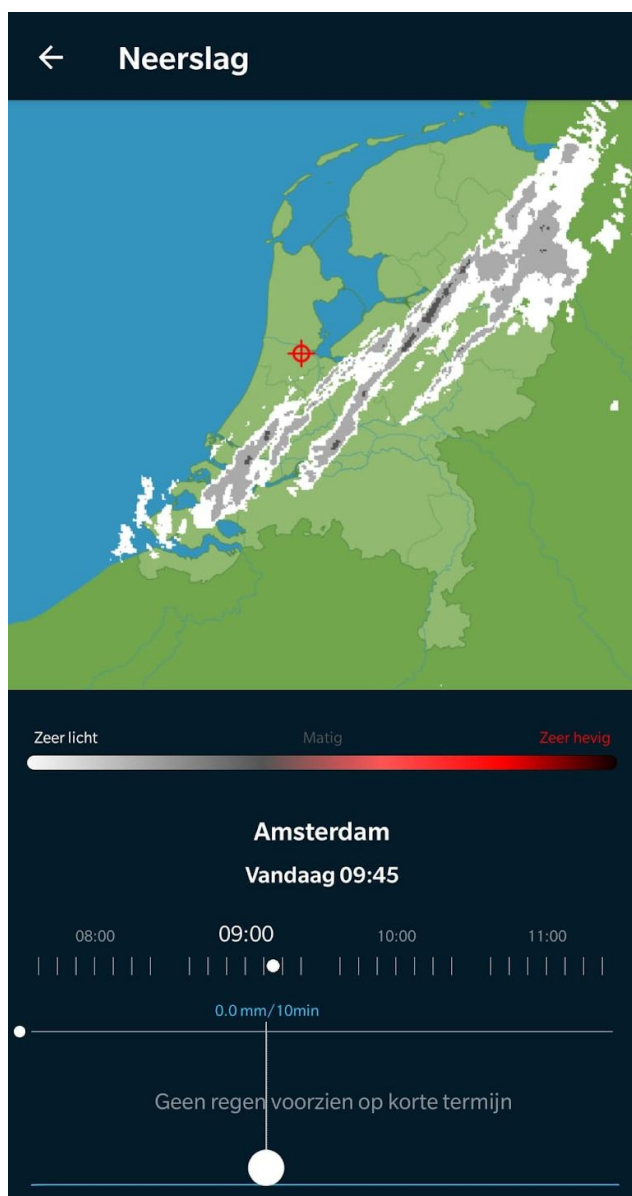 Neerslag
Zeer licht Matig Zeer hevig
Amsterdam
Vandaag 09:45
08:00 09:00 10:00 11:00
0.0 mm/10min
Geen regen voorzien op korte termijn